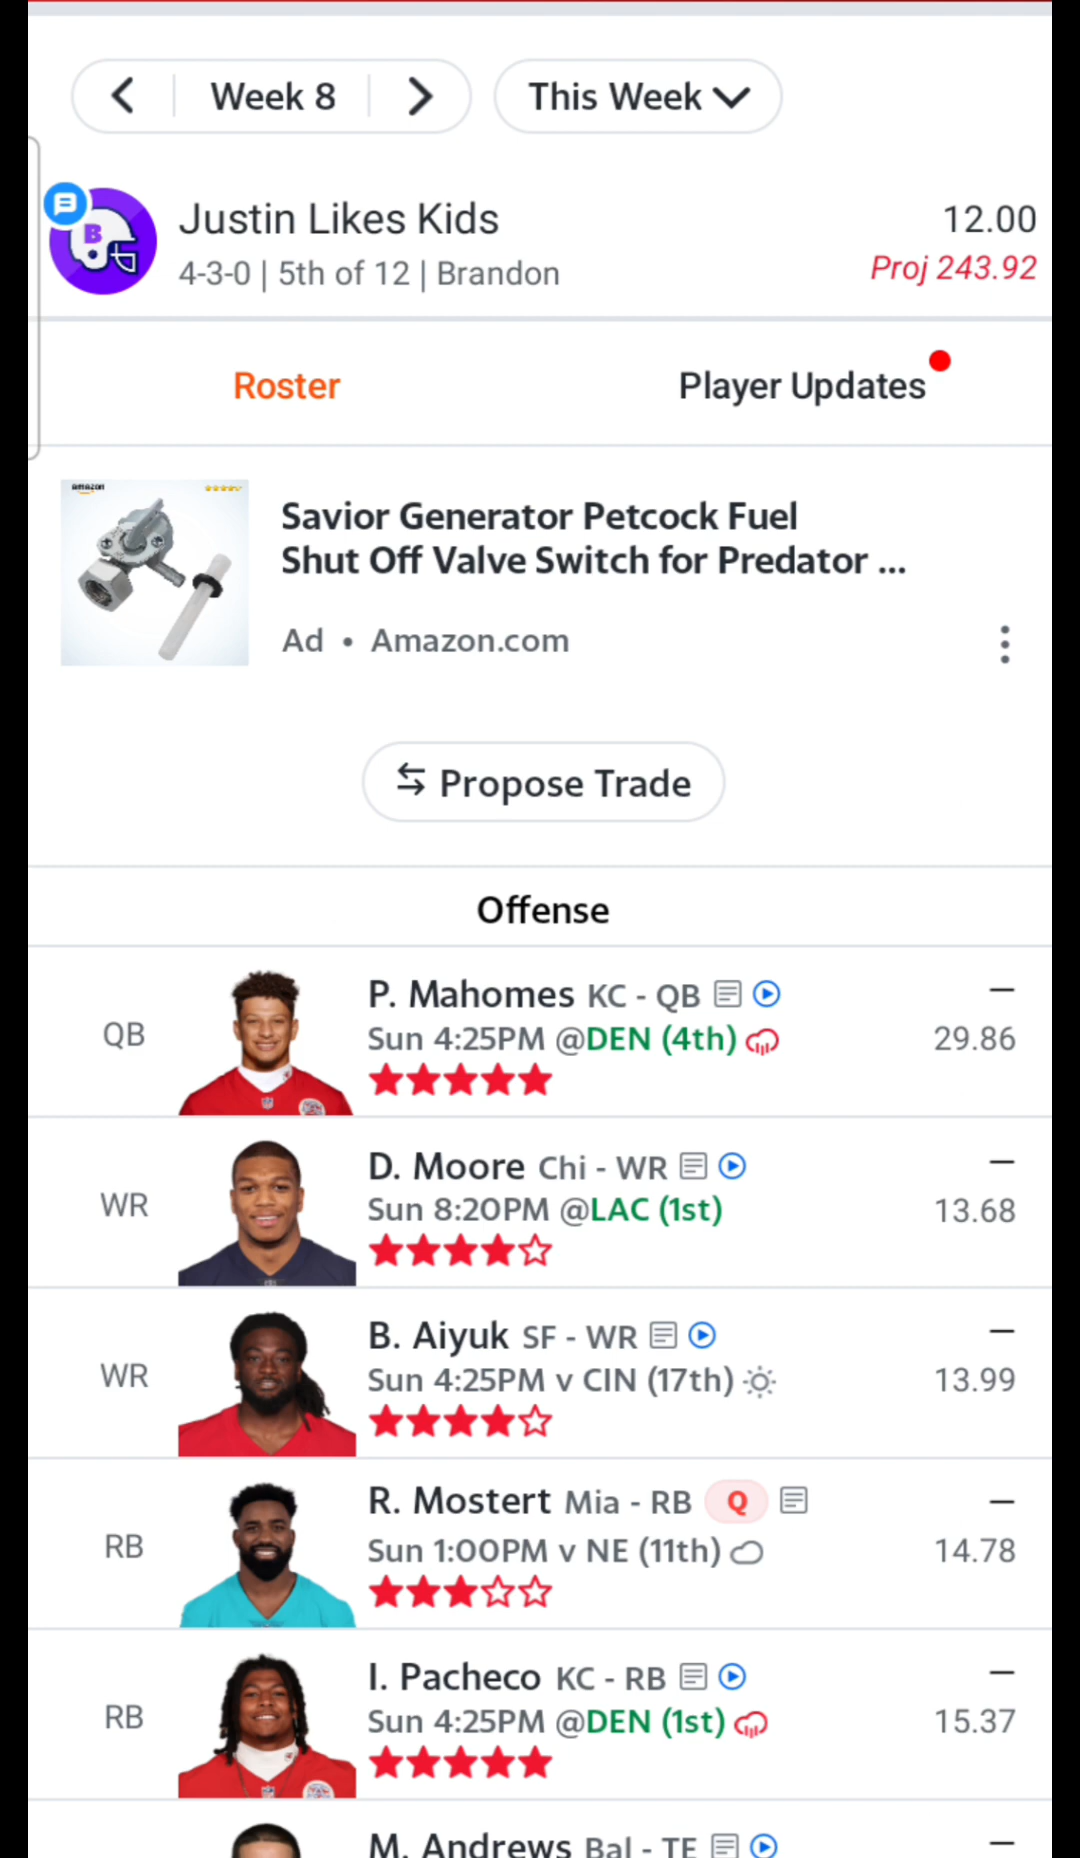 Week 8
This Week
Justin Likes Kids
12.00
4-3-0 | 5th of 12 | Brandon
Proj 243.92
B
Roster
Player Updates
amazon
Savior Generator Petcock Fuel
Shut Off Valve Switch for Predator ...
Ad • Amazon.com
Propose Trade
Offense
QB
P. Mahomes KC - QB
–
Sun 4:25PM @DEN (4th)
29.86
WR
D. Moore Chi - WR
–
Sun 8:20PM @LAC (1st)
13.68
WR
B. Aiyuk SF - WR
–
Sun 4:25PM v CIN (17th)
13.99
RB
R. Mostert Mia - RB Q
–
Sun 1:00PM v NE (11th)
14.78
RB
I. Pacheco KC - RB
–
Sun 4:25PM @DEN (1st)
15.37
M. Andrews Bal - TE
–